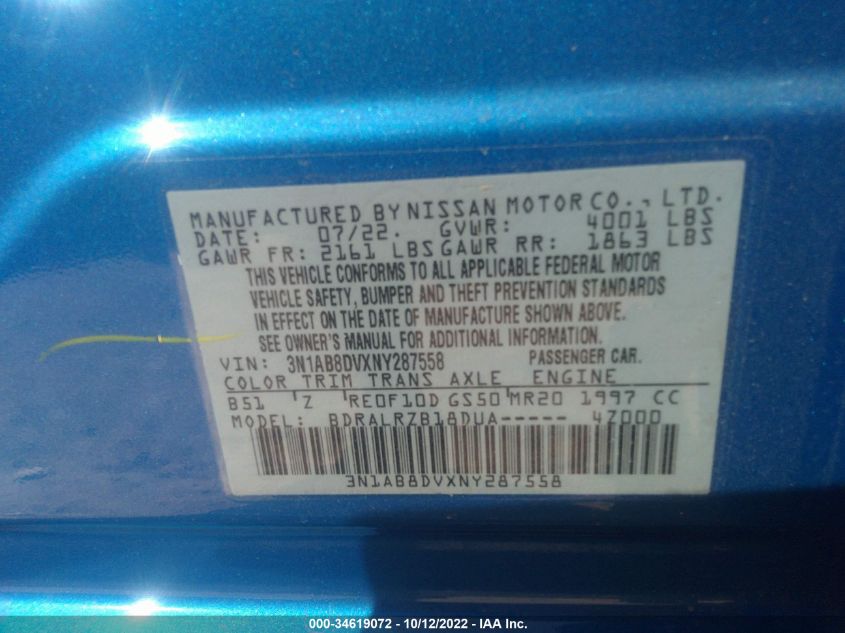 MANUFACTURED BY NISSAN MOTOR CO., LTD.
DATE: 07/22. GVWR: 4001 LBS
GAWR FR: 2161 LBS GAWR RR: 1863 LBS
THIS VEHICLE CONFORMS TO ALL APPLICABLE FEDERAL MOTOR
VEHICLE SAFETY, BUMPER AND THEFT PREVENTION STANDARDS
IN EFFECT ON THE DATE OF MANUFACTURE SHOWN ABOVE.
SEE OWNER'S MANUAL FOR ADDITIONAL INFORMATION.
VIN: 3N1AB8DVXNY287558 PASSENGER CAR.
COLOR TRIM TRANS AXLE ENGINE
B51 Z RE0F10D GS50 MR20 1997 CC
MODEL: BDRALRZB18DUA----- 4Z000
3N1AB8DVXNY287558
000-34619072 - 10/12/2022 - IAA Inc.